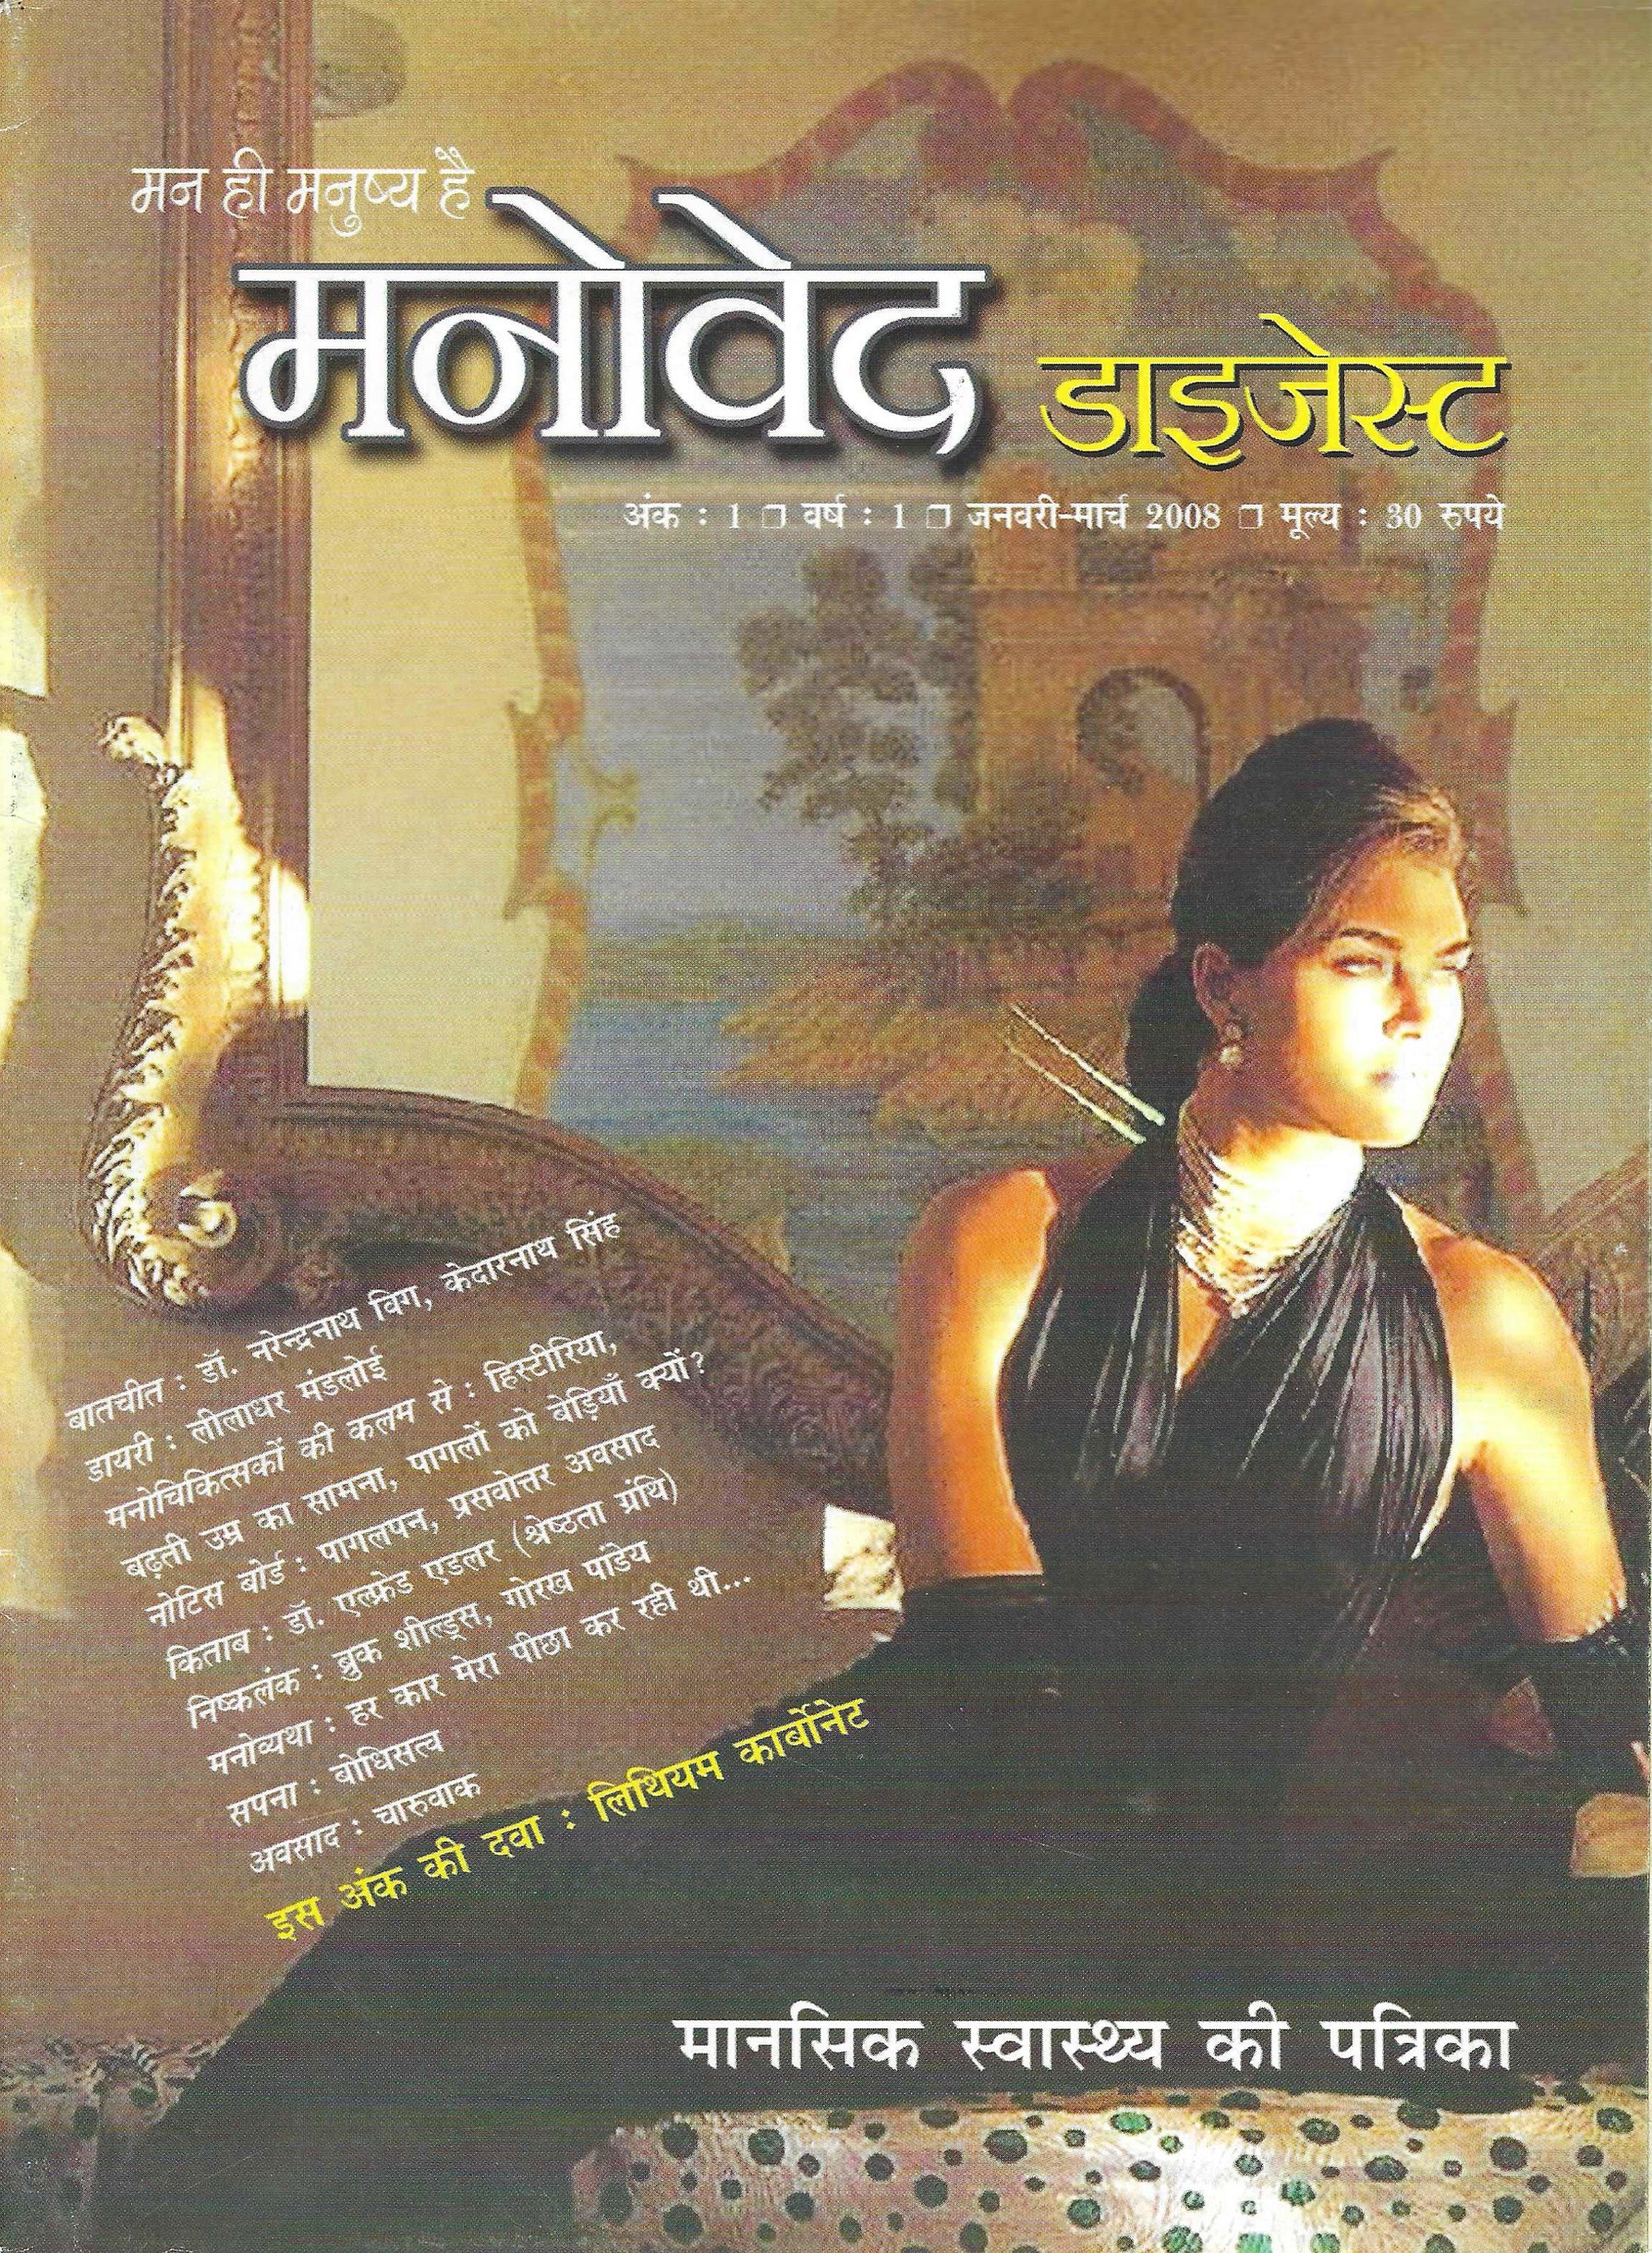 मन ही मनुष्य है
मनोवेद डाइजेस्ट
अंक : 1 ❒ वर्ष : 1 ❒ जनवरी-मार्च 2008 ❒ मूल्य : 30 रुपये
बातचीत : डॉ. नरेन्द्रनाथ विग, केदारनाथ सिंह
डायरी : लीलाधर मंडलोई
मनोचिकित्सकों की कलम से : हिस्टीरिया,
बढ़ती उम्र का सामना, पागलों को बेड़ियाँ क्यों?
नोटिस बोर्ड : पागलपन, प्रसवोत्तर अवसाद
किताब : डॉ. एल्फ्रेड एडलर (श्रेष्ठता ग्रंथि)
निष्कलंक : ब्रुक शील्ड्स, गोरख पांडेय
मनोव्यथा : हर कार मेरा पीछा कर रही थी...
सपना : बोधिसत्व
अवसाद : चारुवाक
इस अंक की दवा : लिथियम कार्बोनेट
मानसिक स्वास्थ्य की पत्रिका